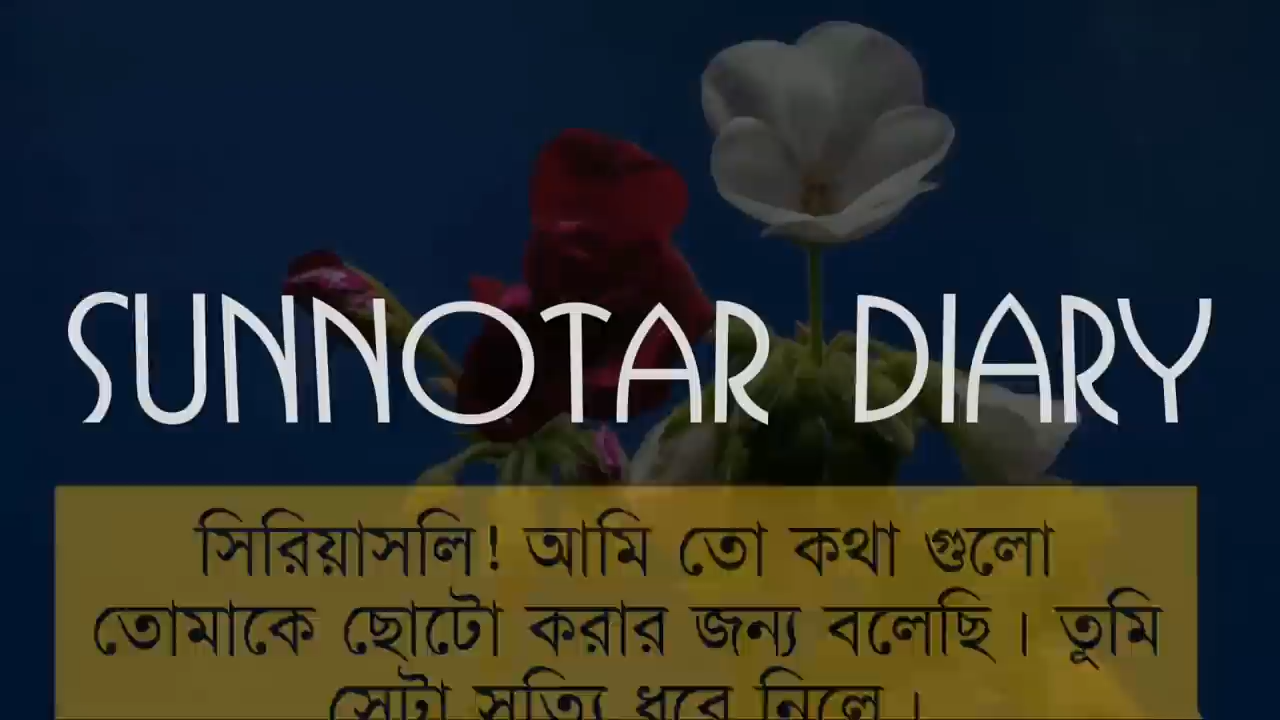 SUNNOTAR DIARY
সিরিয়াসলি! আমি তো কথা গুলো
তোমাকে ছোটো করার জন্য বলেছি। তুমি
সেটা সত্যি ধরে নিলে।